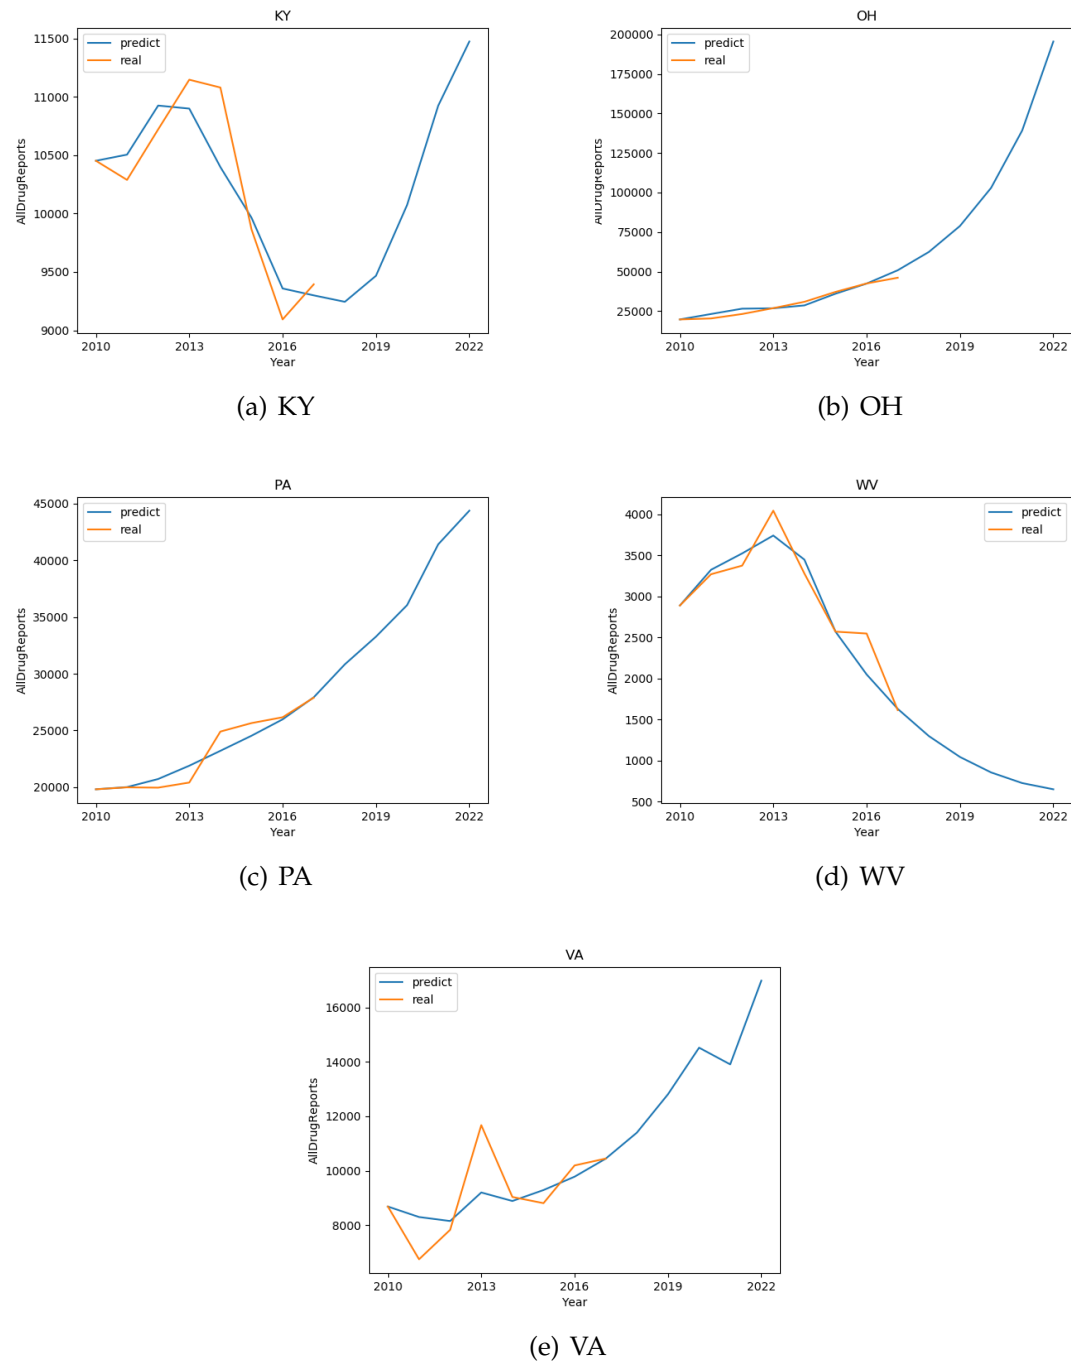 KY
11500
11000
10500
10000
9500
9000
AllDrugReports
predict
real
2010 2013 2016 2019 2022
Year
(a) KY
OH
200000
175000
150000
125000
100000
75000
50000
25000
AllDrugReports
predict
real
2010 2013 2016 2019 2022
Year
(b) OH
PA
45000
40000
35000
30000
25000
20000
AllDrugReports
predict
real
2010 2013 2016 2019 2022
Year
(c) PA
WV
4000
3500
3000
2500
2000
1500
1000
500
AllDrugReports
predict
real
2010 2013 2016 2019 2022
Year
(d) WV
VA
16000
14000
12000
10000
8000
AllDrugReports
predict
real
2010 2013 2016 2019 2022
Year
(e) VA